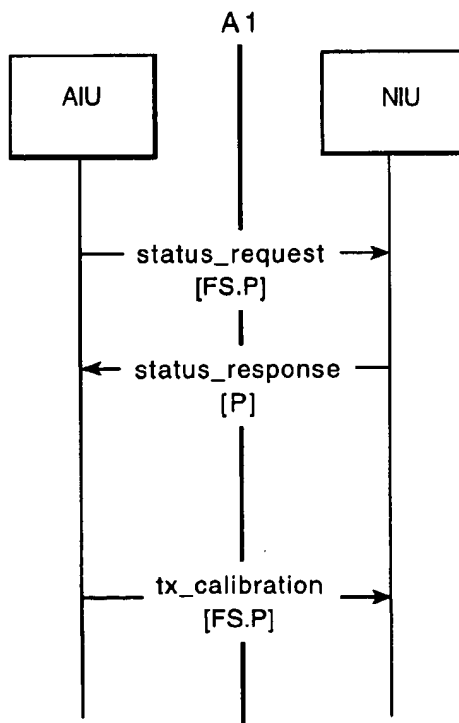 A1
AIU
NIU
status_request
[FS.P]
status_response
[P]
tx_calibration
[FS.P]